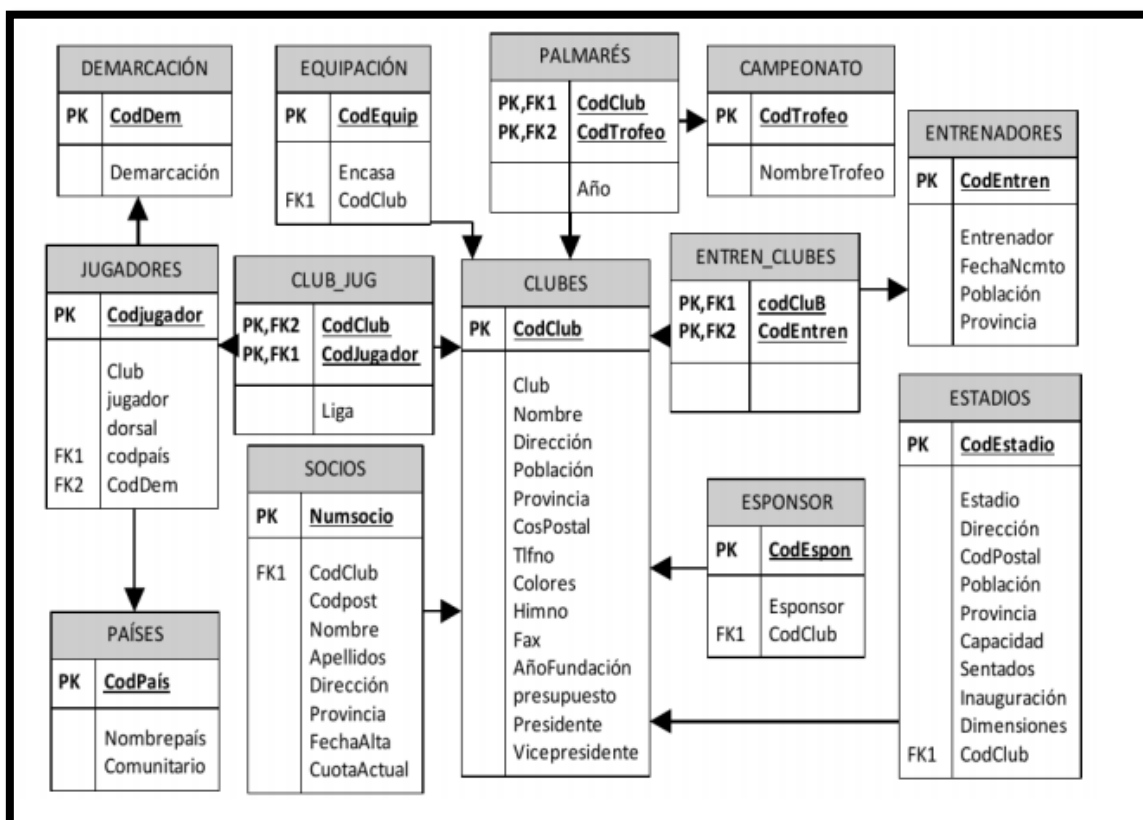 DEMARCACIÓN
PK CodDem
Demarcación
EQUIPACIÓN
PK CodEquip
Encasa
FK1 CodClub
PALMARÉS
PK,FK1 CodClub
PK,FK2 CodTrofeo
Año
CAMPEONATO
PK CodTrofeo
NombreTrofeo
ENTRENADORES
PK CodEntren
Entrenador
FechaNcmto
Población
Provincia
JUGADORES
PK Codjugador
Club
jugador
dorsal
FK1 codpaís
FK2 CodDem
CLUB_JUG
PK,FK2 CodClub
PK,FK1 CodJugador
Liga
CLUBES
PK CodClub
Club
Nombre
Dirección
Población
Provincia
CosPostal
Tlfno
Colores
Himno
Fax
AñoFundación
presupuesto
Presidente
Vicepresidente
ENTREN_CLUBES
PK,FK1 codCluB
PK,FK2 CodEntren
ESTADIOS
PK CodEstadio
Estadio
Dirección
CodPostal
Población
Provincia
Capacidad
Sentados
Inauguración
Dimensiones
FK1 CodClub
SOCIOS
PK Numsocio
FK1 CodClub
Codpost
Nombre
Apellidos
Dirección
Provincia
FechaAlta
CuotaActual
ESPONSOR
PK CodEspon
Esponsor
FK1 CodClub
PAÍSES
PK CodPaís
Nombrepaís
Comunitario